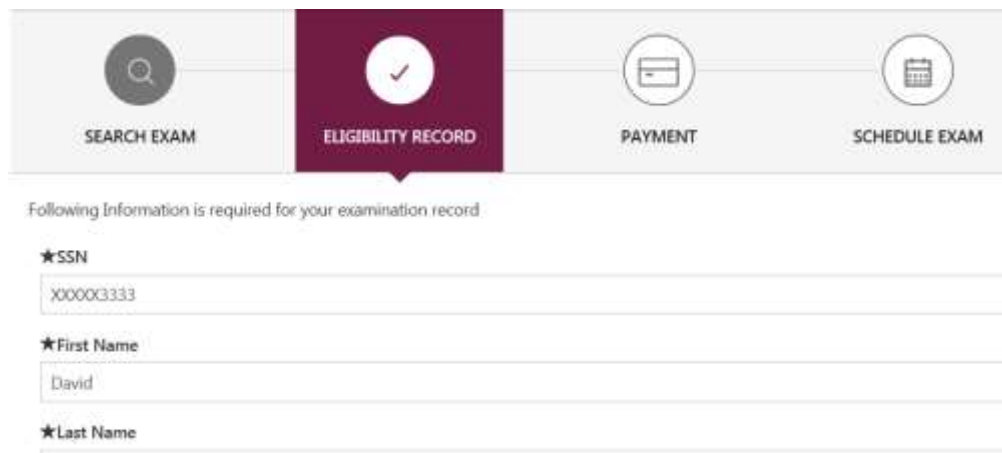 SEARCH EXAM
ELIGIBILITY RECORD
PAYMENT
SCHEDULE EXAM
Following Information is required for your examination record
★SSN
XXXXX3333
★First Name
David
★Last Name